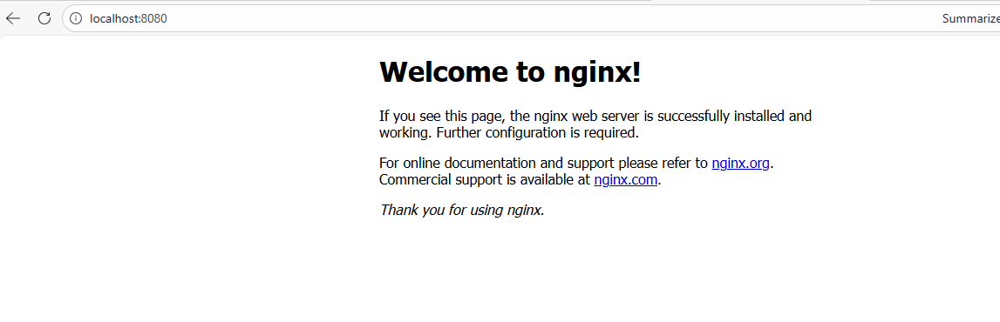 localhost:8080
Summarize
Welcome to nginx!
If you see this page, the nginx web server is successfully installed and
working. Further configuration is required.
For online documentation and support please refer to nginx.org.
Commercial support is available at nginx.com.
Thank you for using nginx.